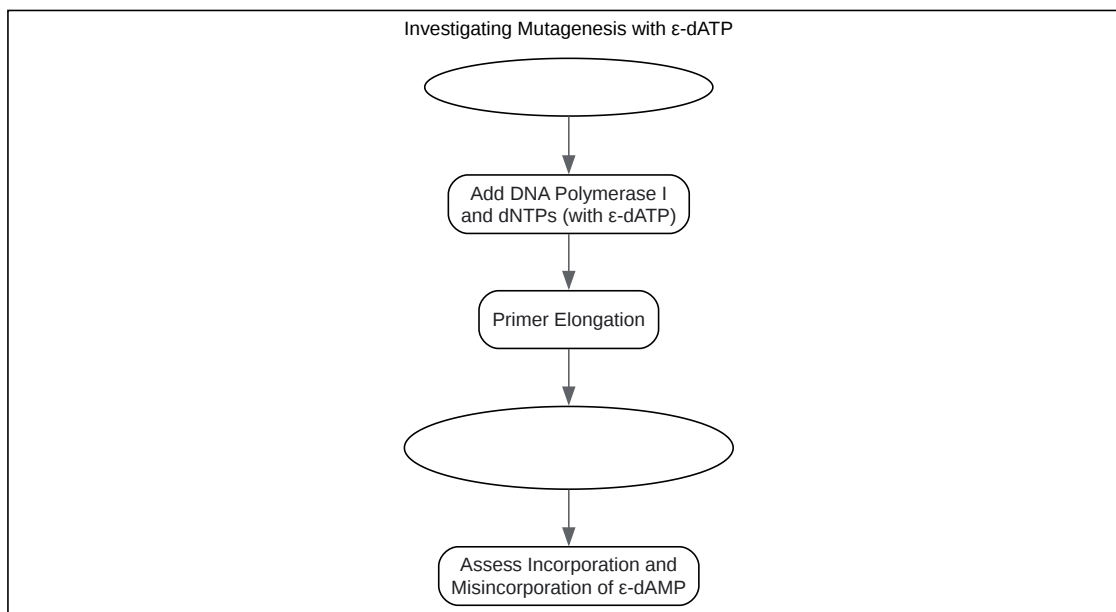 Investigating Mutagenesis with ε-dATP
Add DNA Polymerase I
and dNTPs (with ε-dATP)
Primer Elongation
Assess Incorporation and
Misincorporation of ε-dAMP